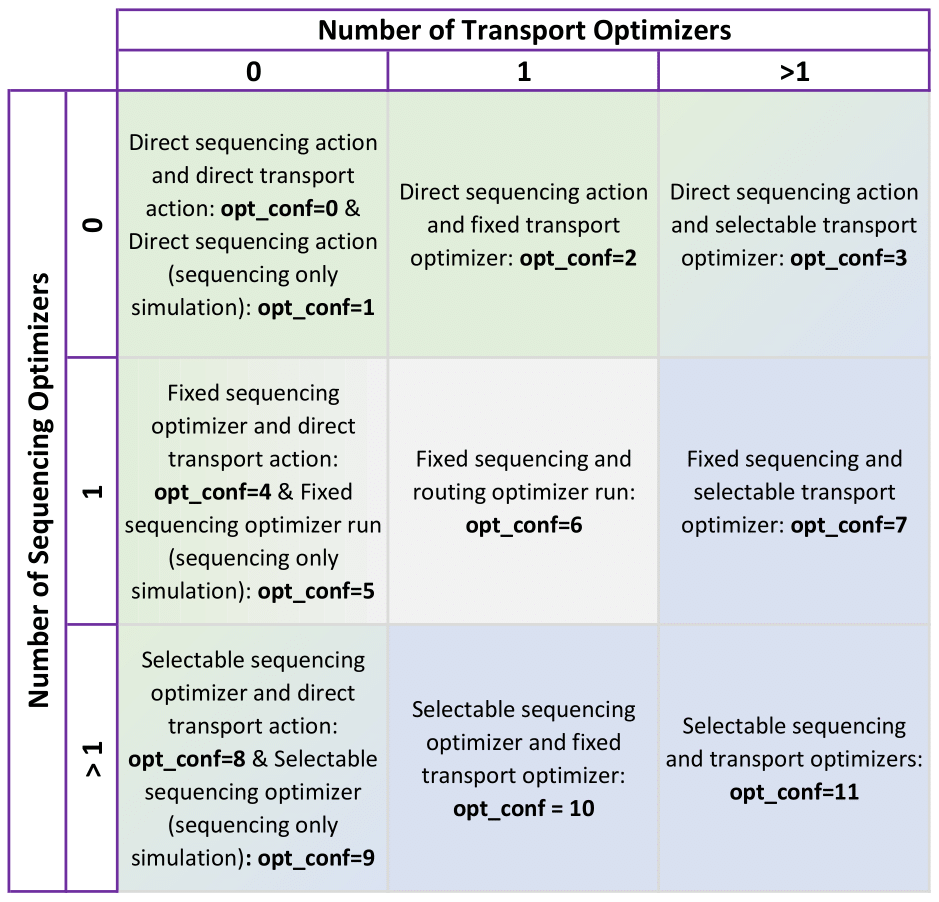 Number of Transport Optimizers
0
1
>1
Number of Sequencing Optimizers
0
Direct sequencing action
and direct transport
action: opt_conf=0 &
Direct sequencing action
(sequencing only
simulation): opt_conf=1
Direct sequencing action
and fixed transport
optimizer: opt_conf=2
Direct sequencing action
and selectable transport
optimizer: opt_conf=3
1
Fixed sequencing
optimizer and direct
transport action:
opt_conf=4 & Fixed
sequencing optimizer run
(sequencing only
simulation): opt_conf=5
Fixed sequencing and
routing optimizer run:
opt_conf=6
Fixed sequencing and
selectable transport
optimizer: opt_conf=7
> 1
Selectable sequencing
optimizer and direct
transport action:
opt_conf=8 & Selectable
sequencing optimizer
(sequencing only
simulation): opt_conf=9
Selectable sequencing
optimizer and fixed
transport optimizer:
opt_conf = 10
Selectable sequencing
and transport optimizers:
opt_conf=11